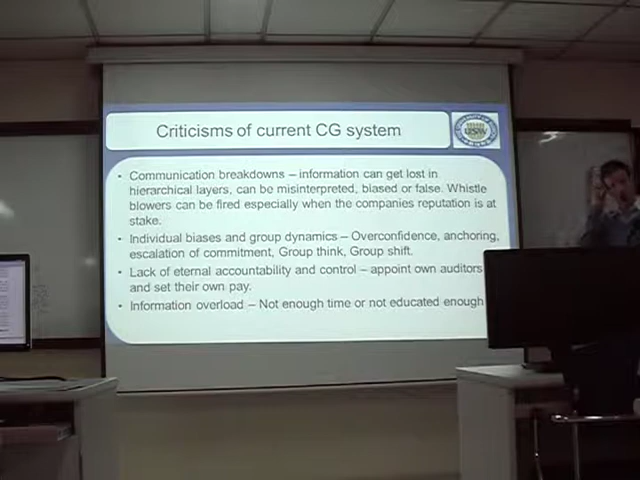 Criticisms of current CG system
• Communication breakdowns – information can get lost in
hierarchical layers, can be misinterpreted, biased or false. Whistle
blowers can be fired especially when the companies reputation is at
stake.
• Individual biases and group dynamics – Overconfidence, anchoring,
escalation of commitment, Group think, Group shift.
• Lack of eternal accountability and control – appoint own auditors
and set their own pay.
• Information overload – Not enough time or not educated enough